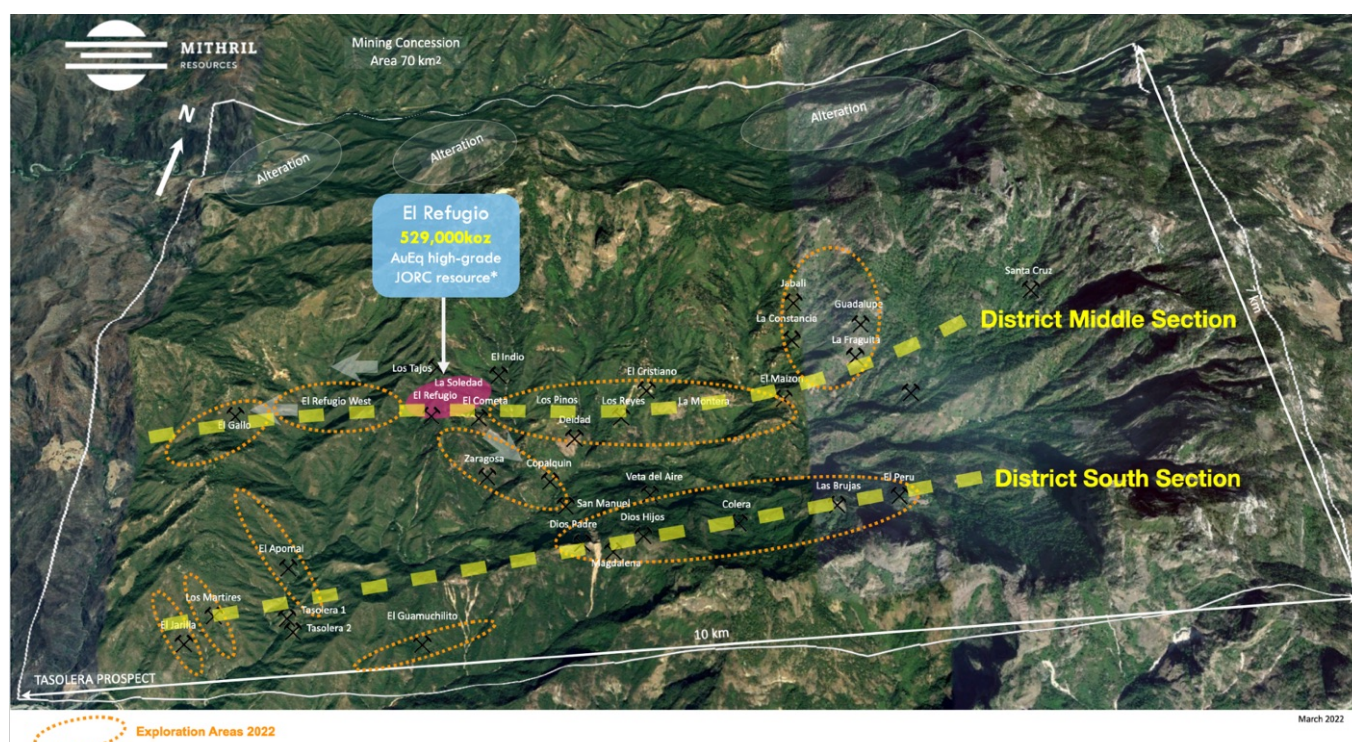 MITHRIL
RESOURCES
Mining Concession
Area 70 km²
N
Alteration
Alteration
Alteration
El Refugio
529,000koz
AuEq high-grade
JORC resource*
Santa Cruz
Jabali
Guadalupe
La Constancia
La Fraguita
7 km
District Middle Section
El Indio
Los Tajos
La Soledad
El Cristiano
El Maizon
El Refugio West
El Refugio
El Cometa
Los Pinos
Los Reyes
La Montera
El Gallo
Deidad
Zaragosa
Copalquin
Veta del Aire
Las Brujas
El Peru
District South Section
San Manuel
Dios Padre
Dios Hijos
Colera
Magdalena
El Apomal
Los Martires
El Jarilla
Tasolera 1
Tasolera 2
El Guamuchilito
10 km
TASOLERA PROSPECT
March 2022
Exploration Areas 2022